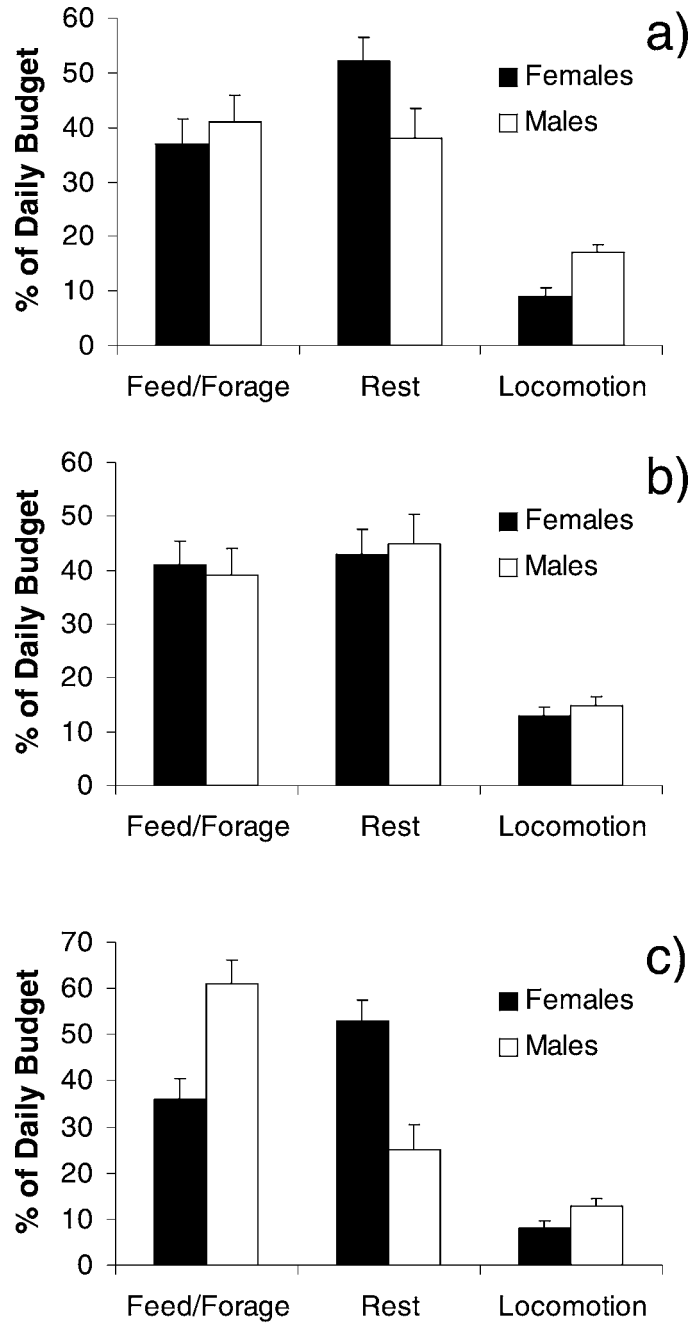 a)
% of Daily Budget
60
50
40
30
20
10
0
Females
Males
Feed/Forage Rest Locomotion
b)
% of Daily Budget
60
50
40
30
20
10
0
Females
Males
Feed/Forage Rest Locomotion
c)
% of Daily Budget
70
60
50
40
30
20
10
0
Females
Males
Feed/Forage Rest Locomotion